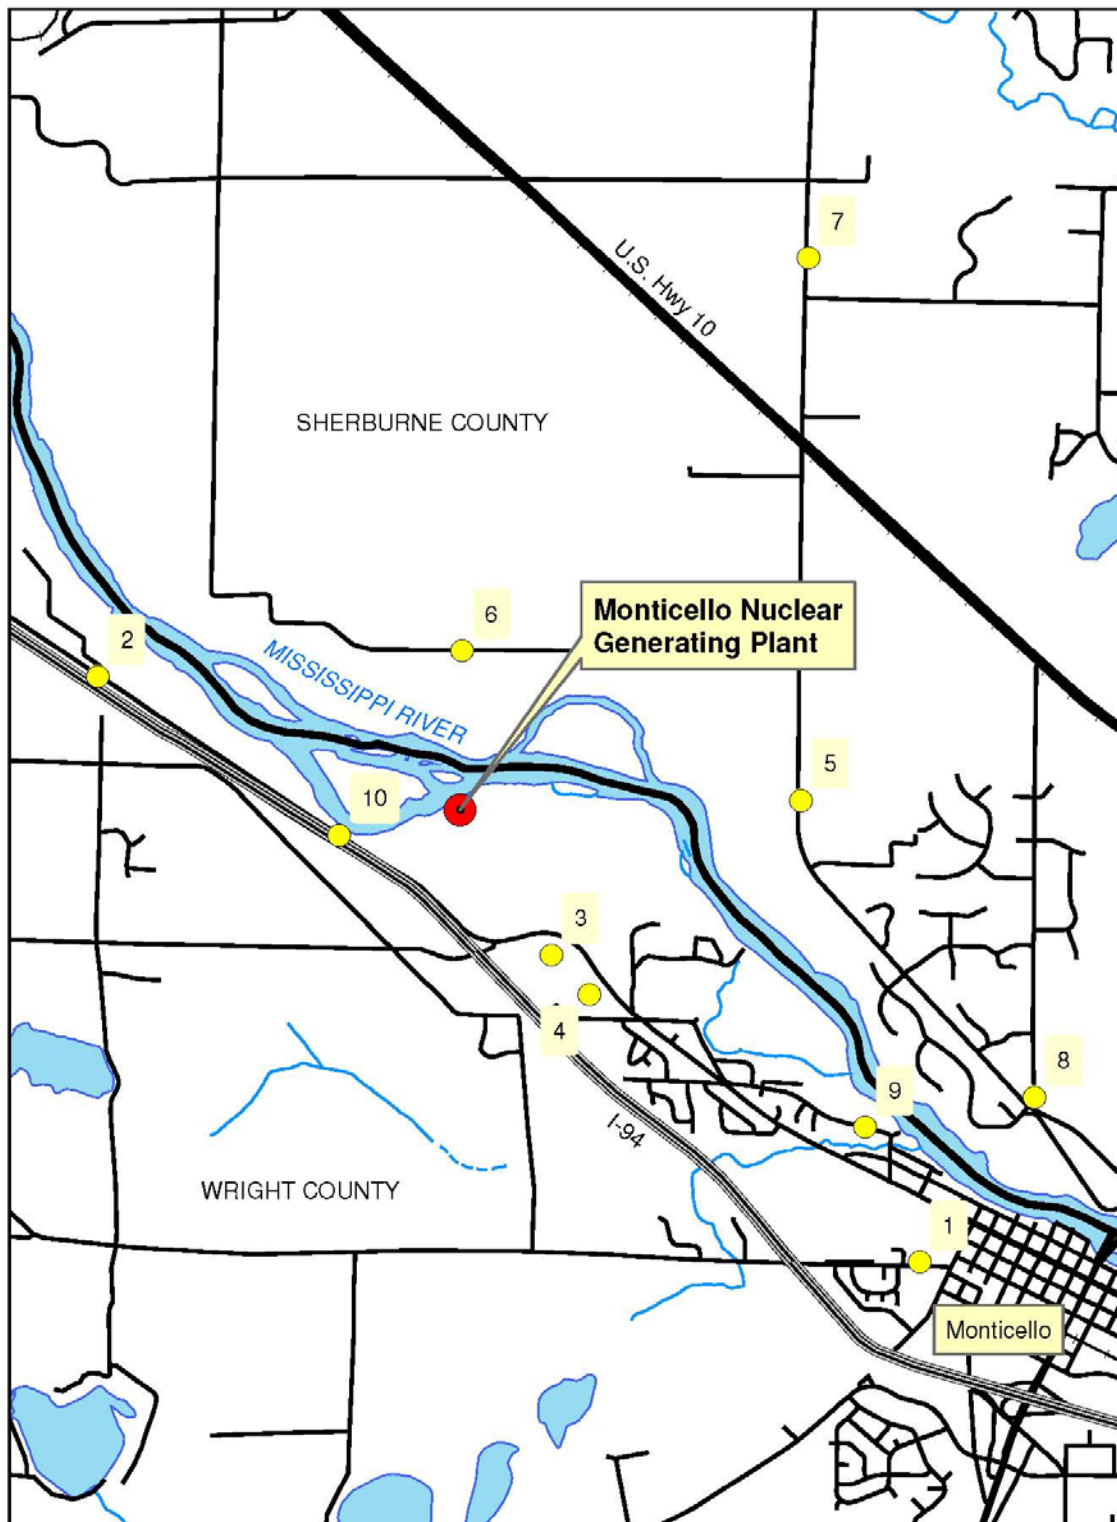 7
U.S. Hwy 10
SHERBURNE COUNTY
Monticello Nuclear
Generating Plant
6
2
MISSISSIPPI RIVER
5
10
3
4
8
9
I-94
WRIGHT COUNTY
1
Monticello